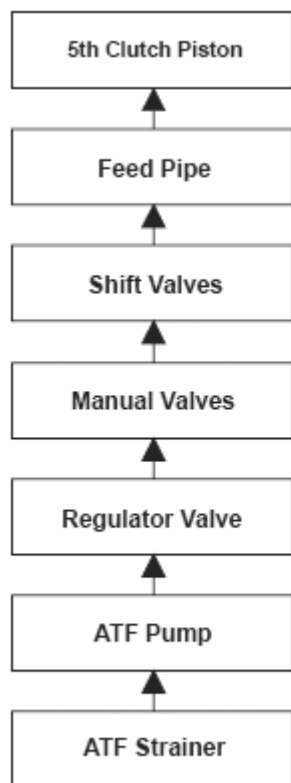 5th Clutch Piston
Feed Pipe
Shift Valves
Manual Valves
Regulator Valve
ATF Pump
ATF Strainer